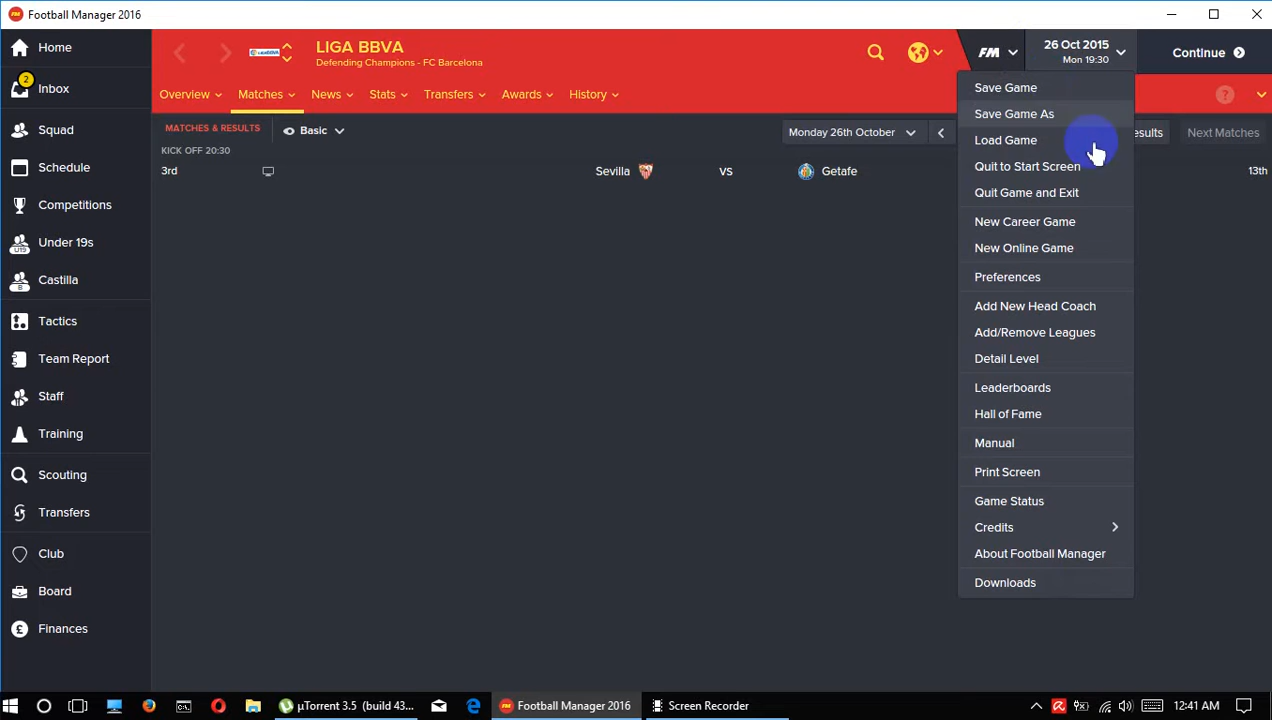 Football Manager 2016
Home
2
Inbox
Squad
Schedule
Competitions
U19
Under 19s
B
Castilla
Tactics
Team Report
Staff
Training
Scouting
Transfers
Club
Board
£ Finances
LIGA BBVA
Defending Champions - FC Barcelona
FM
26 Oct 2015
Mon 19:30
Continue
Overview Matches News Stats Transfers Awards History
?
MATCHES & RESULTS
Basic
Monday 26th October
esults
Next Matches
KICK OFF 20:30
3rd Sevilla vs Getafe 13th
Save Game
Save Game As
Load Game
Quit to Start Screen
Quit Game and Exit
New Career Game
New Online Game
Preferences
Add New Head Coach
Add/Remove Leagues
Detail Level
Leaderboards
Hall of Fame
Manual
Print Screen
Game Status
Credits
About Football Manager
Downloads
µTorrent 3.5 (build 43...
Football Manager 2016
Screen Recorder
12:41 AM